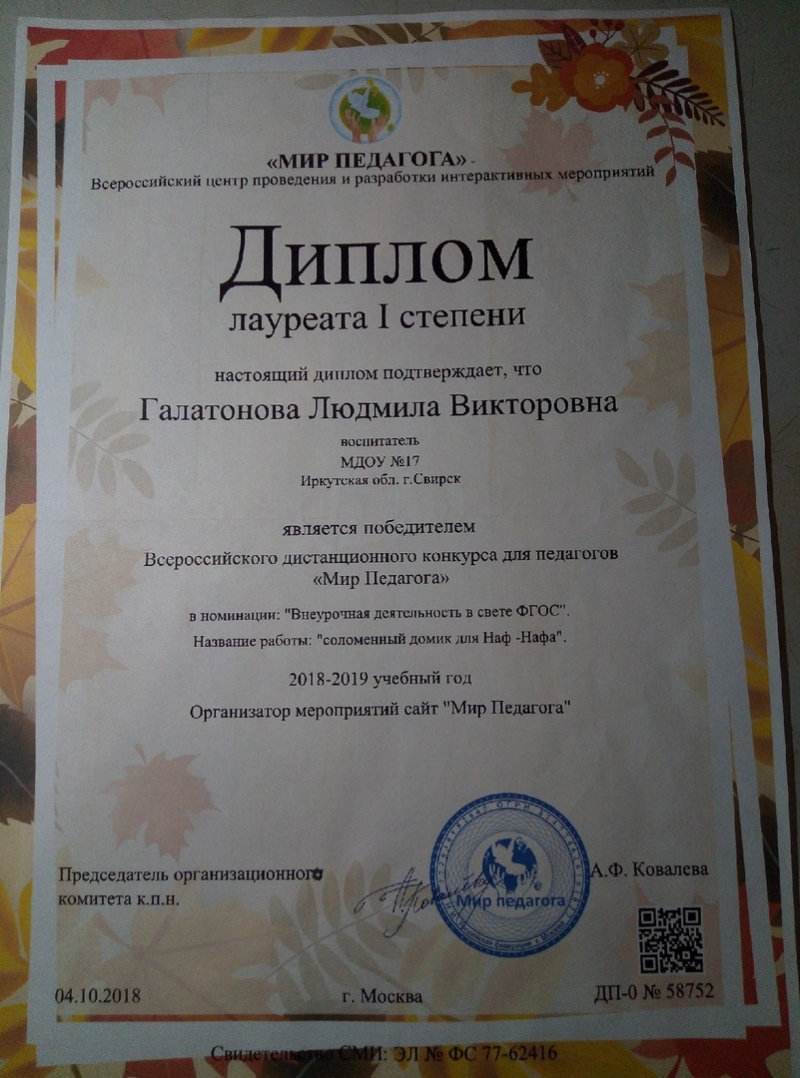 «МИР ПЕДАГОГА» -
Всероссийский центр проведения и разработки интерактивных мероприятий
Диплом
лауреата I степени
настоящий диплом подтверждает, что
Галатонова Людмила Викторовна
воспитатель
МДОУ №17
Иркутская обл. г.Свирск
является победителем
Всероссийского дистанционного конкурса для педагогов
«Мир Педагога»
в номинации: "Внеурочная деятельность в свете ФГОС".
Название работы: "соломенный домик для Наф -Нафа".
2018-2019 учебный год
Организатор мероприятий сайт "Мир Педагога"
Председатель организационного
комитета к.п.н.
Мир педагога
А.Ф. Ковалева
04.10.2018
г. Москва
ДП-0 № 58752
Свидетельство СМИ: ЭЛ № ФС 77-62416